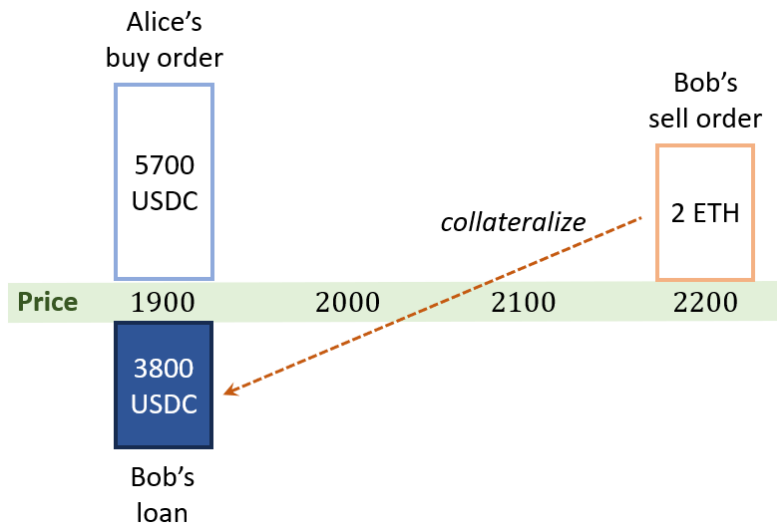 Alice's
buy order
Bob's
sell order
5700
USDC
collateralize
2 ETH
Price 1900 2000 2100 2200
3800
USDC
Bob's
loan